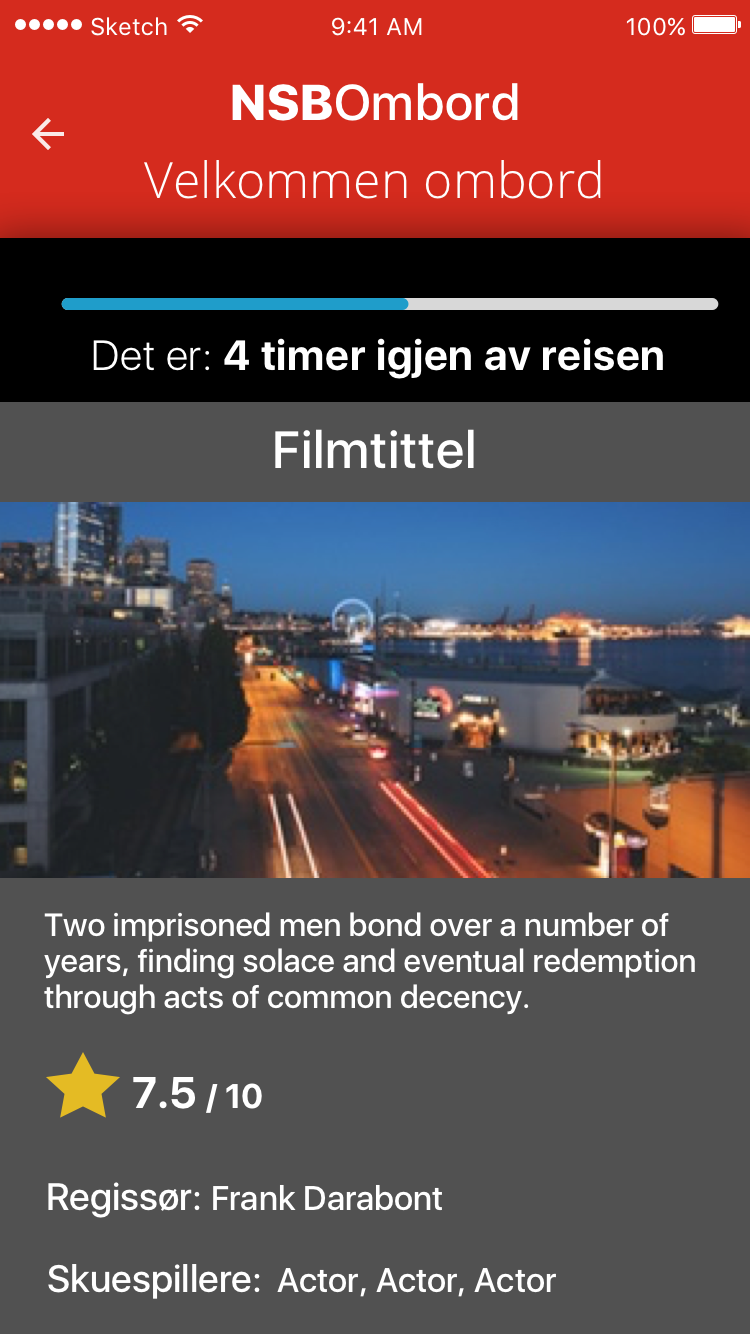 Sketch 9:41 AM 100%
NSBOmbord
Velkommen ombord
Det er: 4 timer igjen av reisen
Filmtittel
Two imprisoned men bond over a number of
years, finding solace and eventual redemption
through acts of common decency.
7.5 / 10
Regissør: Frank Darabont
Skuespillere: Actor, Actor, Actor